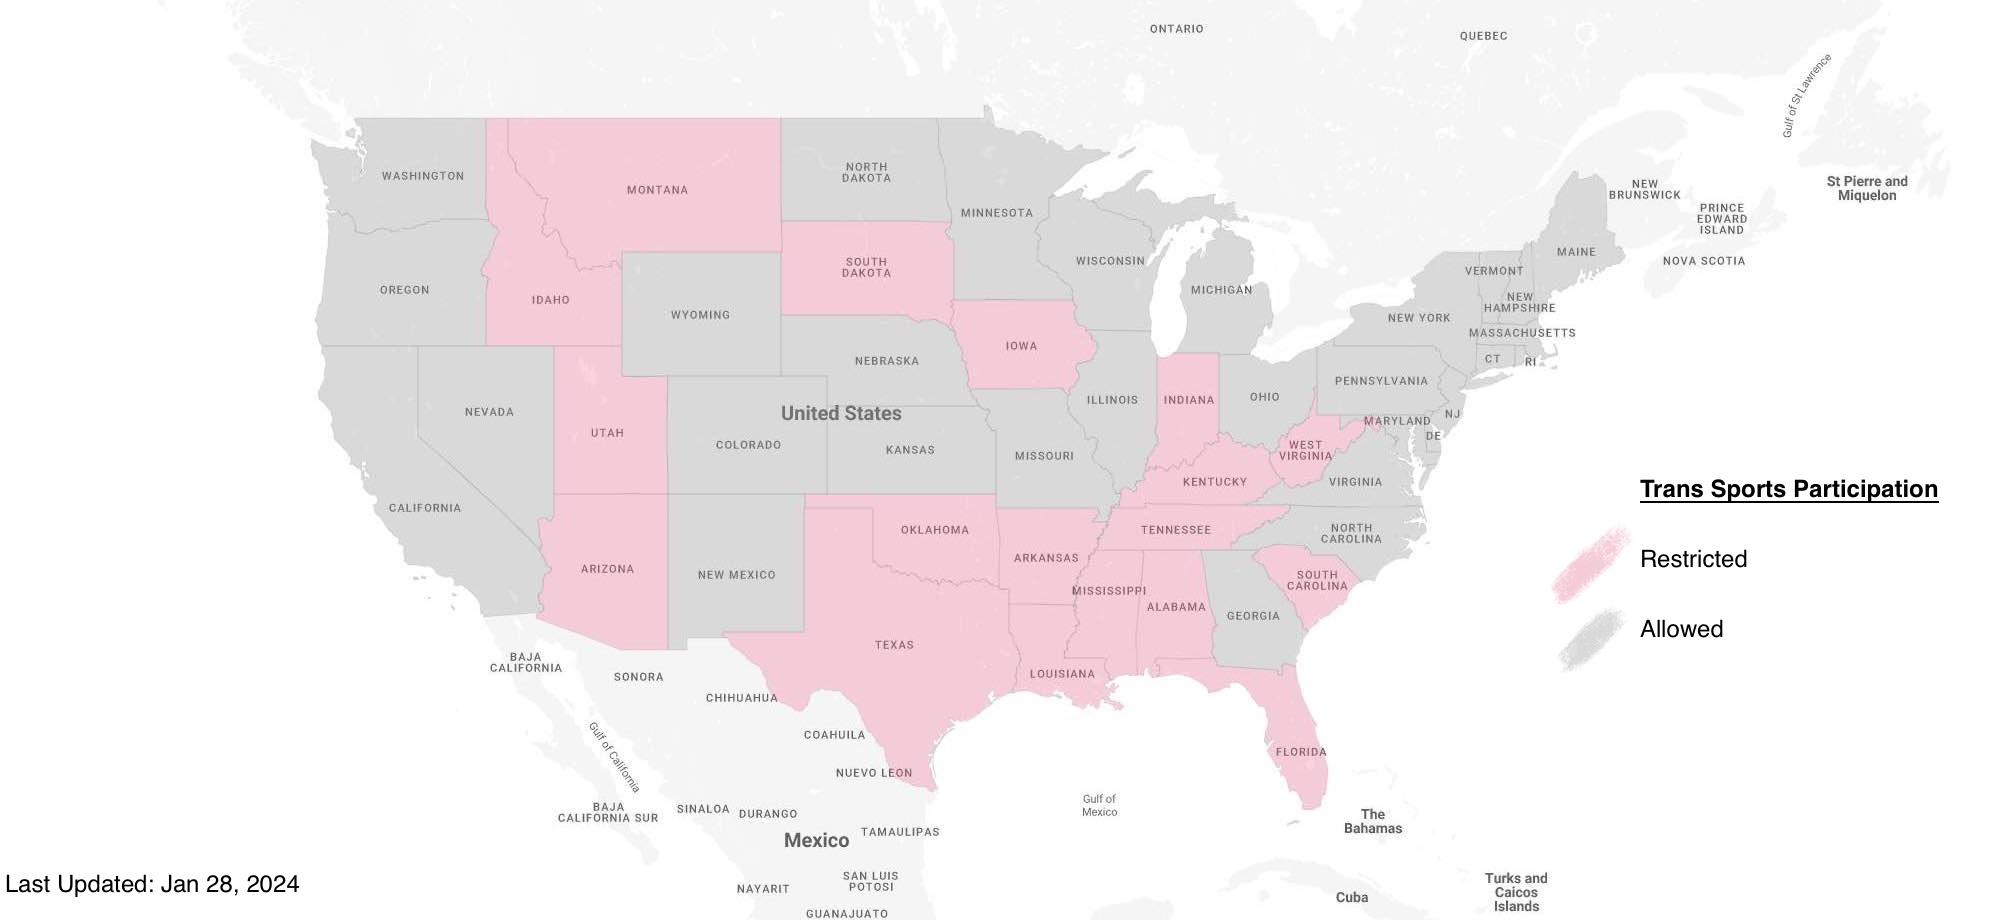 ONTARIO
QUEBEC
Gulf of St Lawrence
St Pierre and
Miquelon
NEW
BRUNSWICK
PRINCE
EDWARD
ISLAND
NOVA SCOTIA
WASHINGTON
MONTANA
NORTH
DAKOTA
MINNESOTA
MAINE
SOUTH
DAKOTA
WISCONSIN
VERMONT
OREGON
IDAHO
WYOMING
MICHIGAN
NEW
HAMPSHIRE
NEW YORK
MASSACHUSETTS
IOWA
NEBRASKA
CT
RI
PENNSYLVANIA
NEVADA
UTAH
United States
ILLINOIS
INDIANA
OHIO
NJ
MARYLAND
DE
COLORADO
KANSAS
MISSOURI
WEST
VIRGINIA
KENTUCKY
VIRGINIA
CALIFORNIA
OKLAHOMA
TENNESSEE
NORTH
CAROLINA
ARIZONA
NEW MEXICO
ARKANSAS
SOUTH
CAROLINA
MISSISSIPPI
ALABAMA
GEORGIA
TEXAS
LOUISIANA
FLORIDA
Trans Sports Participation
Restricted
Allowed
BAJA
CALIFORNIA
SONORA
CHIHUAHUA
Gulf of California
COAHUILA
NUEVO LEON
BAJA
CALIFORNIA SUR
SINALOA
DURANGO
Gulf of
Mexico
The
Bahamas
Mexico
TAMAULIPAS
NAYARIT
SAN LUIS
POTOSI
GUANAJUATO
Cuba
Turks and
Caicos
Islands
Last Updated: Jan 28, 2024